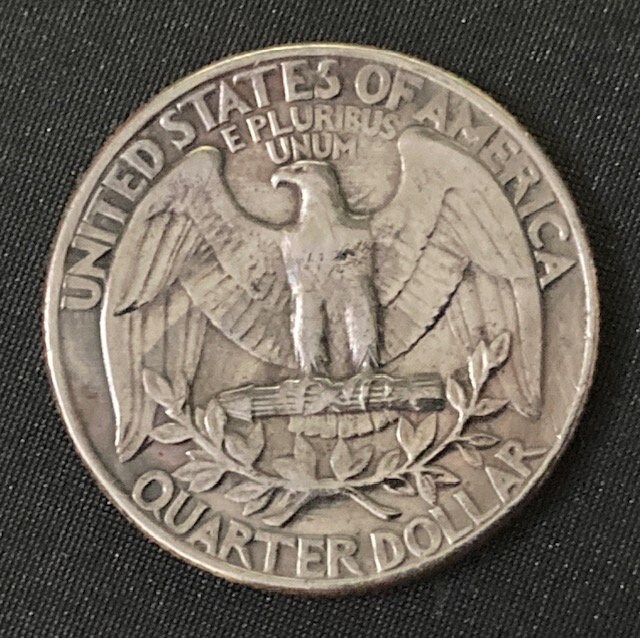 UNITED STATES OF AMERICA
E PLURIBUS
UNUM
QUARTER DOLLAR